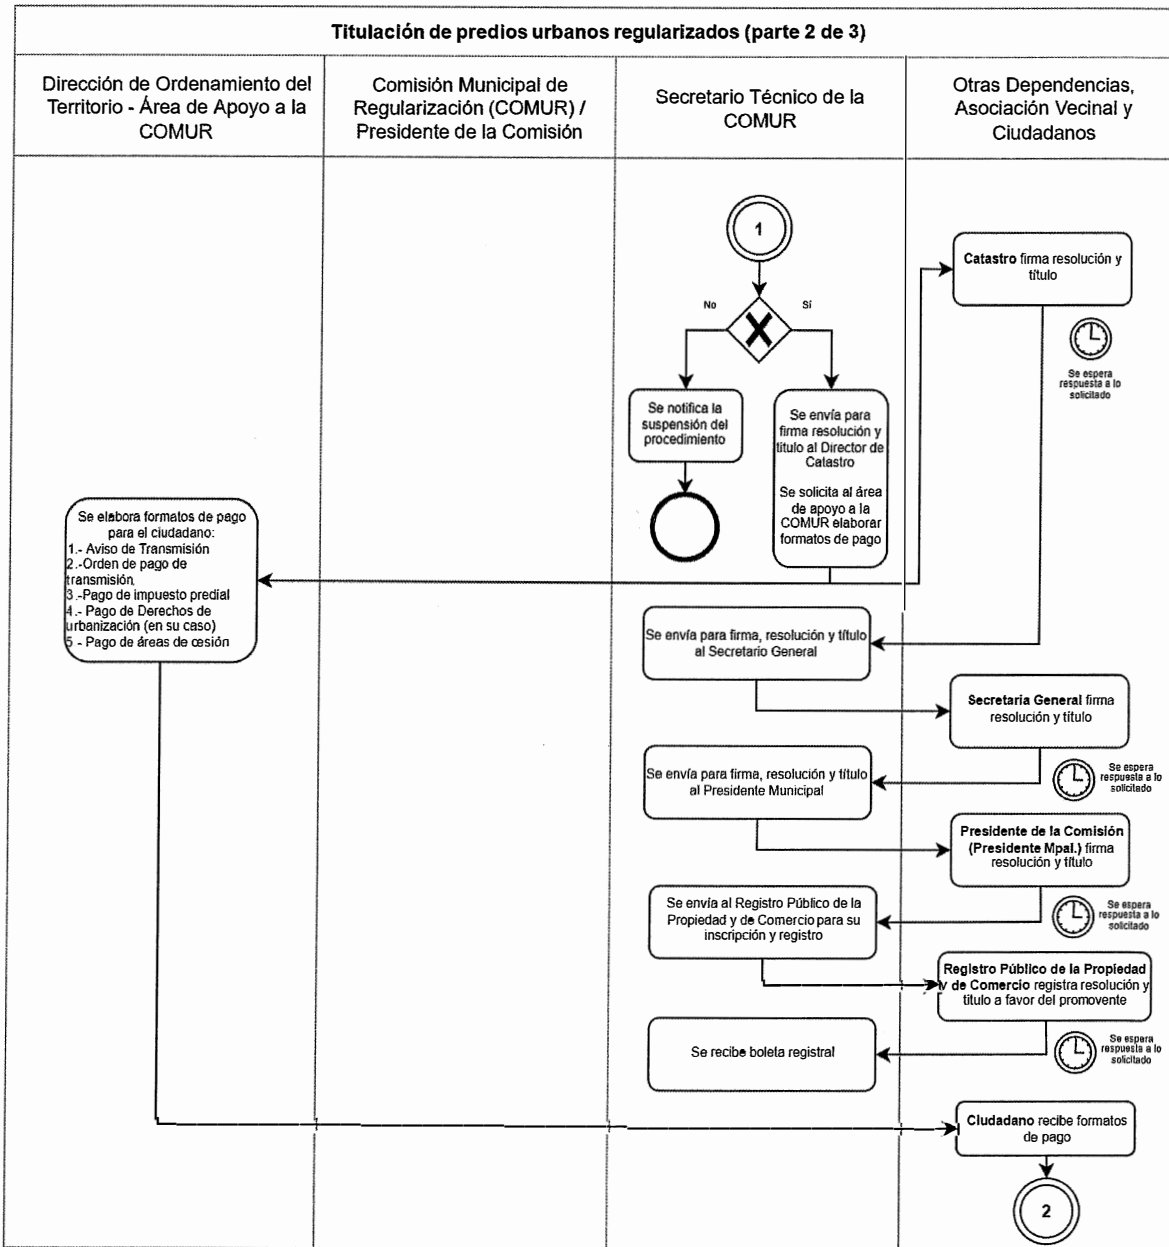 Titulación de predios urbanos regularizados (parte 2 de 3)
Dirección de Ordenamiento del
Territorio - Área de Apoyo a la
COMUR
Comisión Municipal de
Regularización (COMUR) /
Presidente de la Comisión
Secretario Técnico de la
COMUR
Otras Dependencias,
Asociación Vecinal y
Ciudadanos
1
No
Sí
Catastro firma resolución y
título
Se espera
respuesta a lo
solicitado
Se notifica la
suspensión del
procedimiento
Se envía para
firma resolución y
título al Director de
Catastro
Se solicita al área
de apoyo a la
COMUR elaborar
formatos de pago
Se elabora formatos de pago
para el ciudadano:
1.- Aviso de Transmisión
2.-Orden de pago de
transmisión,
3.-Pago de impuesto predial
4.- Pago de Derechos de
urbanización (en su caso)
5 - Pago de áreas de cesión
Se envía para firma, resolución y título
al Secretario General
Secretaria General firma
resolución y título
Se espera
respuesta a lo
solicitado
Se envía para firma, resolución y título
al Presidente Municipal
Presidente de la Comisión
(Presidente Mpal.) firma
resolución y título
Se espera
respuesta a lo
solicitado
Se envía al Registro Público de la
Propiedad y de Comercio para su
inscripción y registro
Registro Público de la Propiedad
y de Comercio registra resolución y
título a favor del promovente
Se espera
respuesta a lo
solicitado
Se recibe boleta registral
Ciudadano recibe formatos
de pago
2